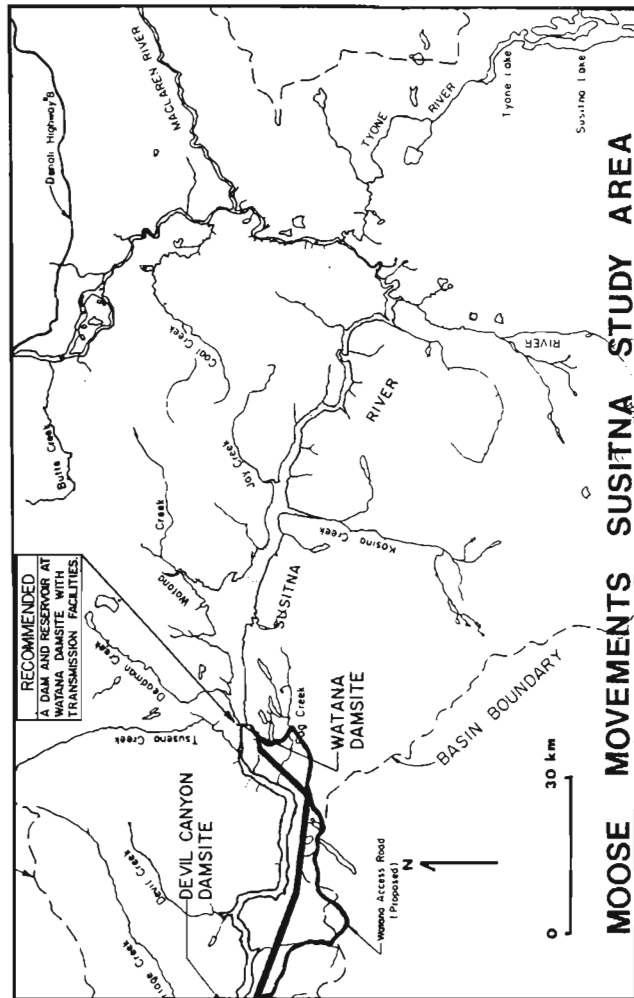 Denali Highway #8
MACLAREN RIVER
Butte Creek
RECOMMENDED
A DAM AND RESERVOIR AT
WATANA DAMSITE WITH
TRANSMISSION FACILITIES.
Coal Creek
TYONE
RIVER
Tyone Lake
Susitna Lake
Watana
Creek
Jay Creek
Deadman Creek
Tsusena Creek
DEVIL CANYON
DAMSITE
Devil Creek
Creek
SUSITNA
RIVER
RIVER
Kosina Creek
Creek
WATANA
DAMSITE
BASIN BOUNDARY
Watana Access Road
(Proposed)
N
0
30 km
MOOSE MOVEMENTS SUSITNA STUDY AREA